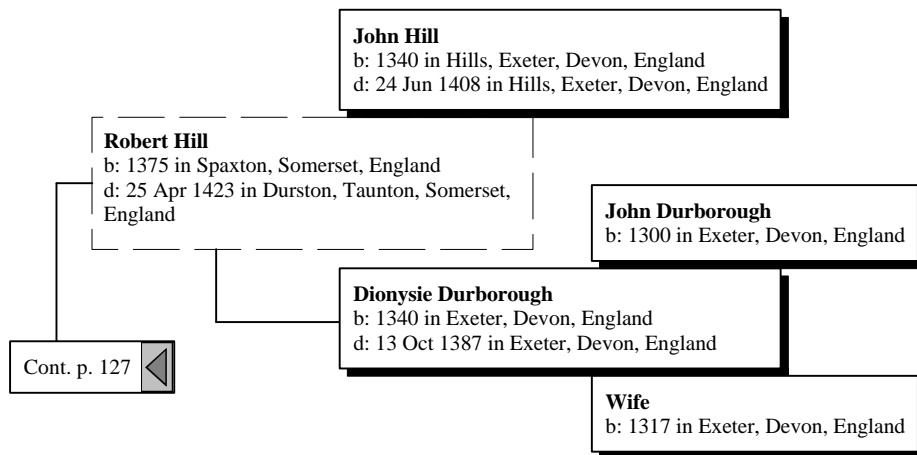 John Hill
b: 1340 in Hills, Exeter, Devon, England
d: 24 Jun 1408 in Hills, Exeter, Devon, England
Robert Hill
b: 1375 in Spaxton, Somerset, England
d: 25 Apr 1423 in Durston, Taunton, Somerset,
England
John Durborough
b: 1300 in Exeter, Devon, England
Dionysie Durborough
b: 1340 in Exeter, Devon, England
d: 13 Oct 1387 in Exeter, Devon, England
Cont. p. 127
Wife
b: 1317 in Exeter, Devon, England